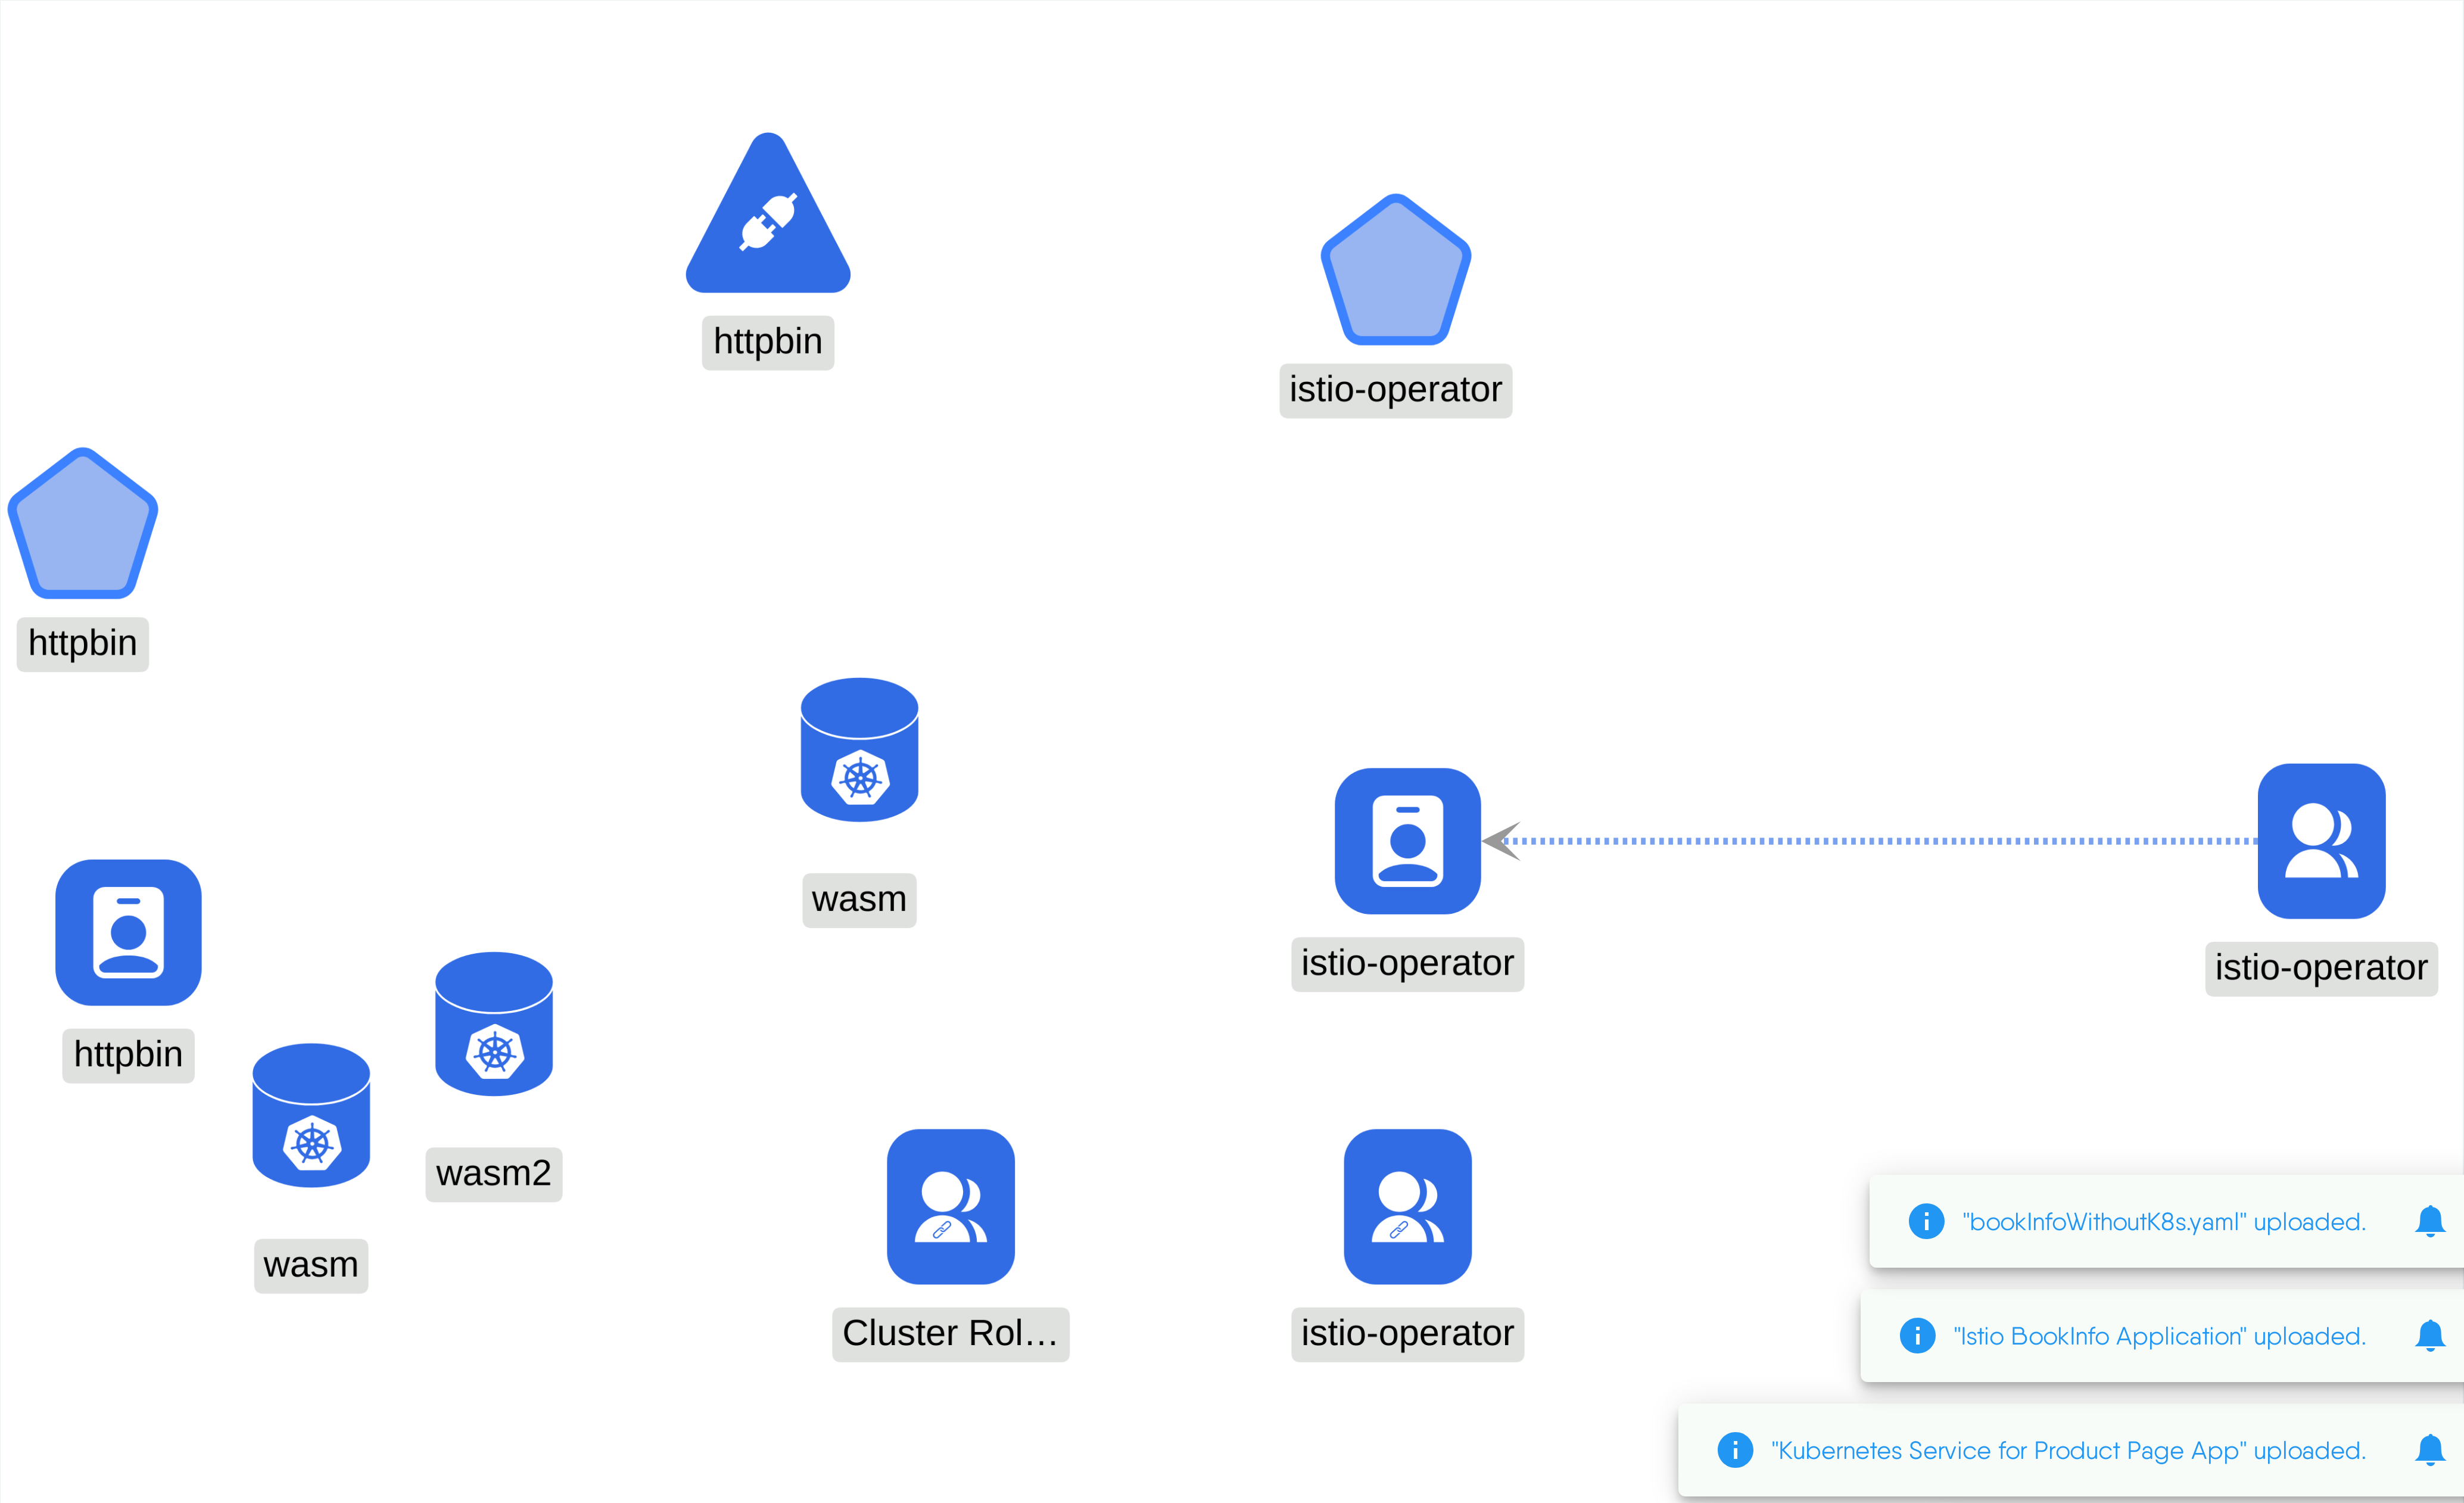 httpbin
istio-operator
httpbin
wasm
istio-operator
istio-operator
httpbin
wasm2
wasm
Cluster Rol…
istio-operator
"bookInfoWithoutK8s.yaml" uploaded.
"Istio BookInfo Application" uploaded.
"Kubernetes Service for Product Page App" uploaded.